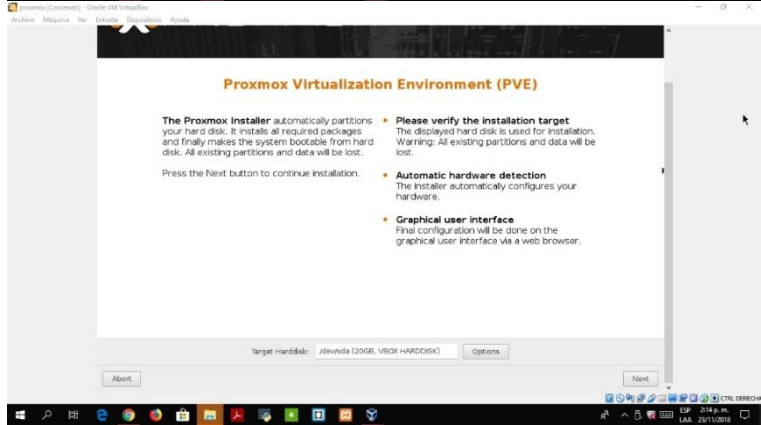 proxmox [Corriendo] - Oracle VM VirtualBox
Archivo Máquina Ver Entrada Dispositivos Ayuda
Proxmox Virtualization Environment (PVE)
The Proxmox Installer automatically partitions
your hard disk. It installs all required packages
and finally makes the system bootable from hard
disk. All existing partitions and data will be lost.
Press the Next button to continue installation.
Please verify the installation target
The displayed hard disk is used for installation.
Warning: All existing partitions and data will be
lost.
Automatic hardware detection
The installer automatically configures your
hardware.
Graphical user interface
Final configuration will be done on the
graphical user interface via a web browser.
Target Harddisk: /dev/sda (20GB, VBOX HARDDISK) Options
Abort Next
CTRL DERECHA
ESP 2:14 p. m.
LAA 23/11/2018